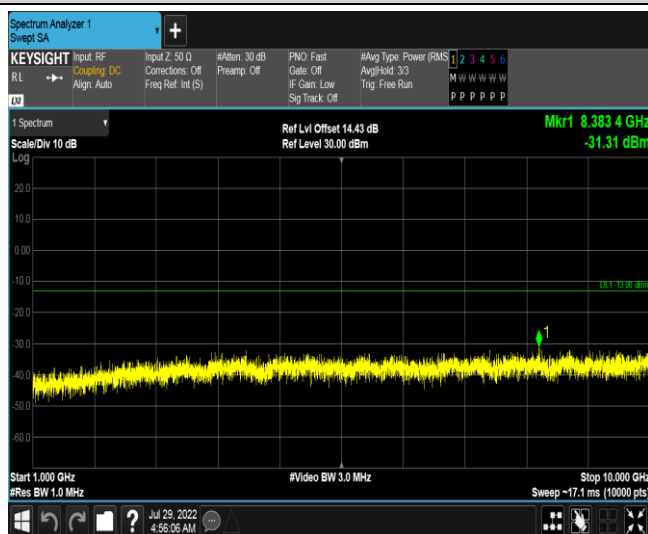 Spectrum Analyzer 1
Swept SA
+
KEYSIGHT Input: RF Input Z: 50 Ω #Atten: 30 dB PNO: Fast #Avg Type: Power (RMS 1 2 3 4 5 6
RL Coupling: DC Corrections: Off Preamp: Off Gate: Off Avg|Hold: 3/3 M W W W W W
Align: Auto Freq Ref: Int (S) IF Gain: Low Trig: Free Run
LXI Sig Track: Off P P P P P P
1 Spectrum Ref Lvl Offset 14.43 dB Mkr1 8.383 4 GHz
Scale/Div 10 dB Ref Level 30.00 dBm -31.31 dBm
Log
20.0
10.0
0.00
-10.0
DL1 -13.00 dBm
-20.0
-30.0
1
-40.0
-50.0
-60.0
Start 1.000 GHz #Video BW 3.0 MHz Stop 10.000 GHz
#Res BW 1.0 MHz Sweep ~17.1 ms (10000 pts)
? Jul 29, 2022
4:56:06 AM